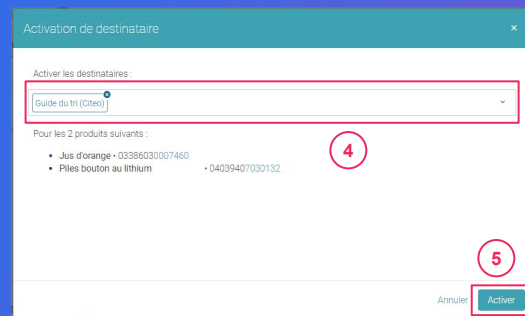 Activation de destinataire ×
Activer les destinataires :
Guide du tri (Citeo)
Pour les 2 produits suivants :
• Jus d'orange • 03386030007460
• Piles bouton au lithium • 04039407030132
4
5
Annuler Activer